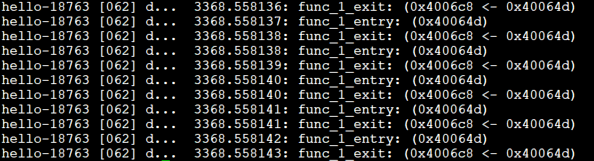 hello-18763 [062] d... 3368.558136: func_1_exit: (0x4006c8 <- 0x40064d)
hello-18763 [062] d... 3368.558137: func_1_entry: (0x40064d)
hello-18763 [062] d... 3368.558138: func_1_exit: (0x4006c8 <- 0x40064d)
hello-18763 [062] d... 3368.558138: func_1_entry: (0x40064d)
hello-18763 [062] d... 3368.558139: func_1_exit: (0x4006c8 <- 0x40064d)
hello-18763 [062] d... 3368.558140: func_1_entry: (0x40064d)
hello-18763 [062] d... 3368.558140: func_1_exit: (0x4006c8 <- 0x40064d)
hello-18763 [062] d... 3368.558141: func_1_entry: (0x40064d)
hello-18763 [062] d... 3368.558141: func_1_exit: (0x4006c8 <- 0x40064d)
hello-18763 [062] d... 3368.558142: func_1_entry: (0x40064d)
hello-18763 [062] d... 3368.558143: func_1_exit: (0x4006c8 <- 0x40064d)